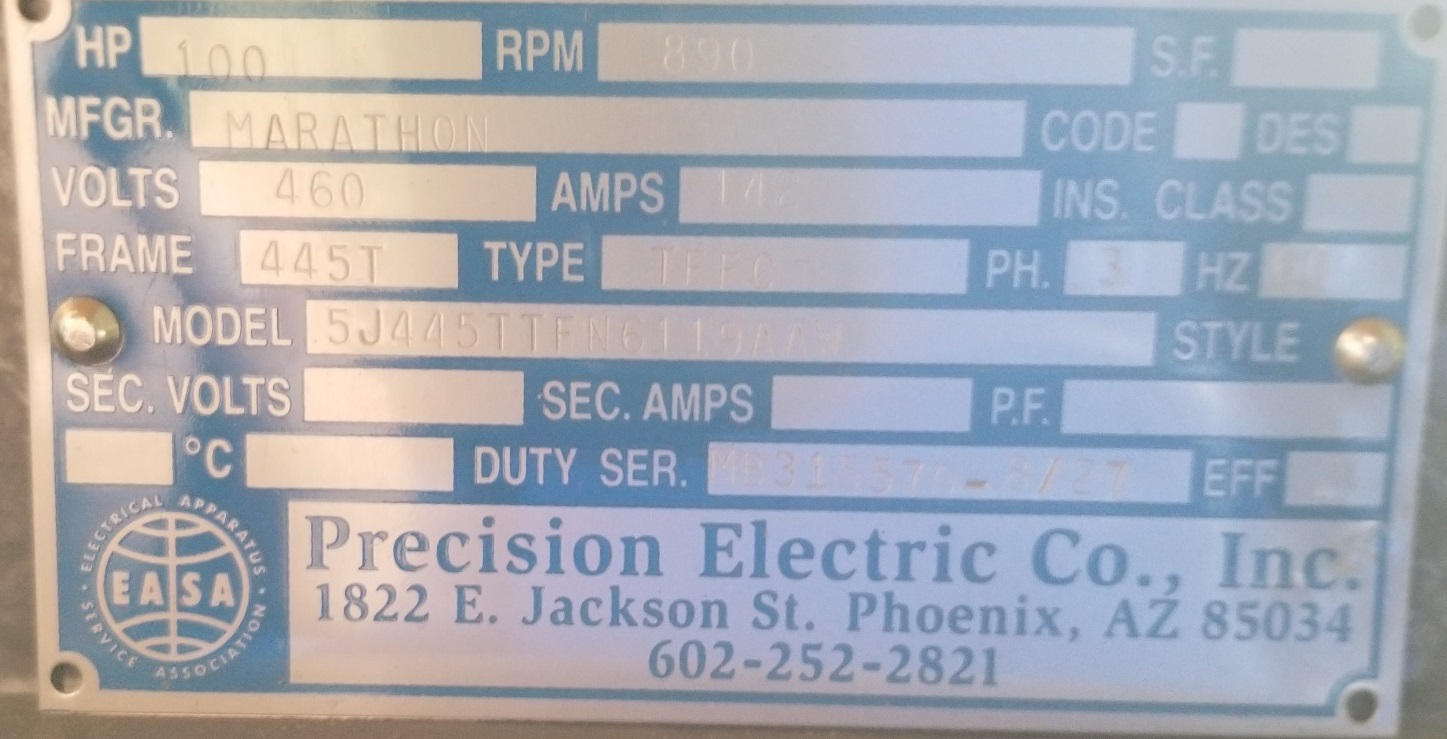 HP 100 RPM 890 S.F.
MFGR. MARATHON CODE DES
VOLTS 460 AMPS 142 INS. CLASS
FRAME 445T TYPE PH. 3 HZ
MODEL 5J445TTFN6119AAW STYLE
SEC. VOLTS SEC. AMPS P.F.
°C DUTY SER. EFF
ELECTRICAL APPARATUS
EASA
SERVICE ASSOCIATION
Precision Electric Co., Inc.
1822 E. Jackson St. Phoenix, AZ 85034
602-252-2821